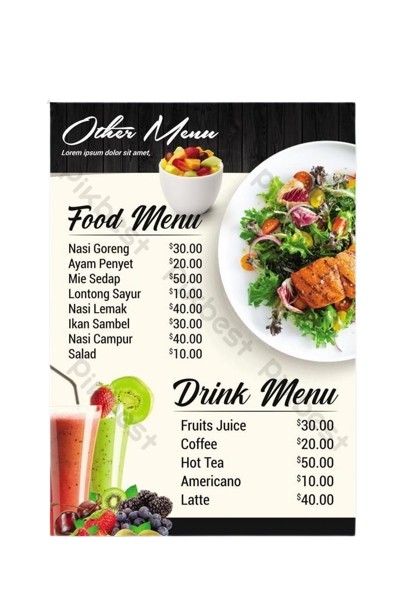 Other Menu
Lorem ipsum dolor sit amet,
Food Menu
Nasi Goreng $30.00
Ayam Penyet $20.00
Mie Sedap $50.00
Lontong Sayur $10.00
Nasi Lemak $40.00
Ikan Sambel $30.00
Nasi Campur $40.00
Salad $10.00
Drink Menu
Fruits Juice $30.00
Coffee $20.00
Hot Tea $50.00
Americano $10.00
Latte $40.00
pikbest
pikbest
pikbest
pikbest